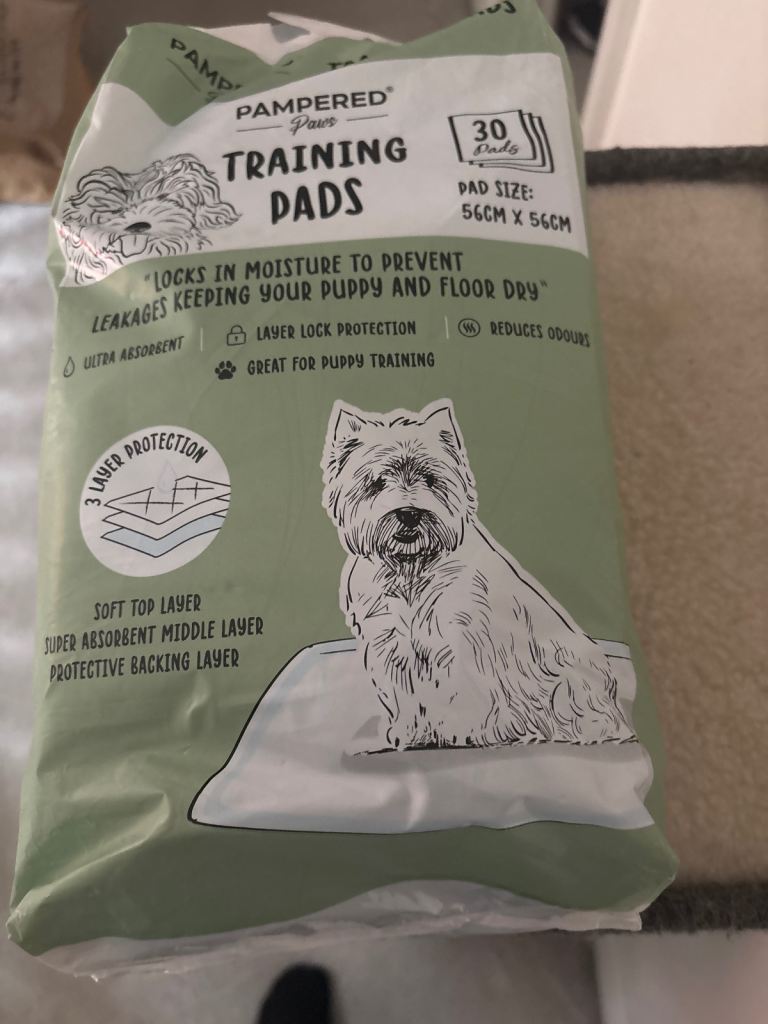 PAMPERED®
Paws
TRAINING
PADS
30
Pads
PAD SIZE:
56CM X 56CM
"LOCKS IN MOISTURE TO PREVENT
LEAKAGES KEEPING YOUR PUPPY AND FLOOR DRY"
ULTRA ABSORBENT
LAYER LOCK PROTECTION
REDUCES ODOURS
GREAT FOR PUPPY TRAINING
3 LAYER PROTECTION
SOFT TOP LAYER
SUPER ABSORBENT MIDDLE LAYER
PROTECTIVE BACKING LAYER